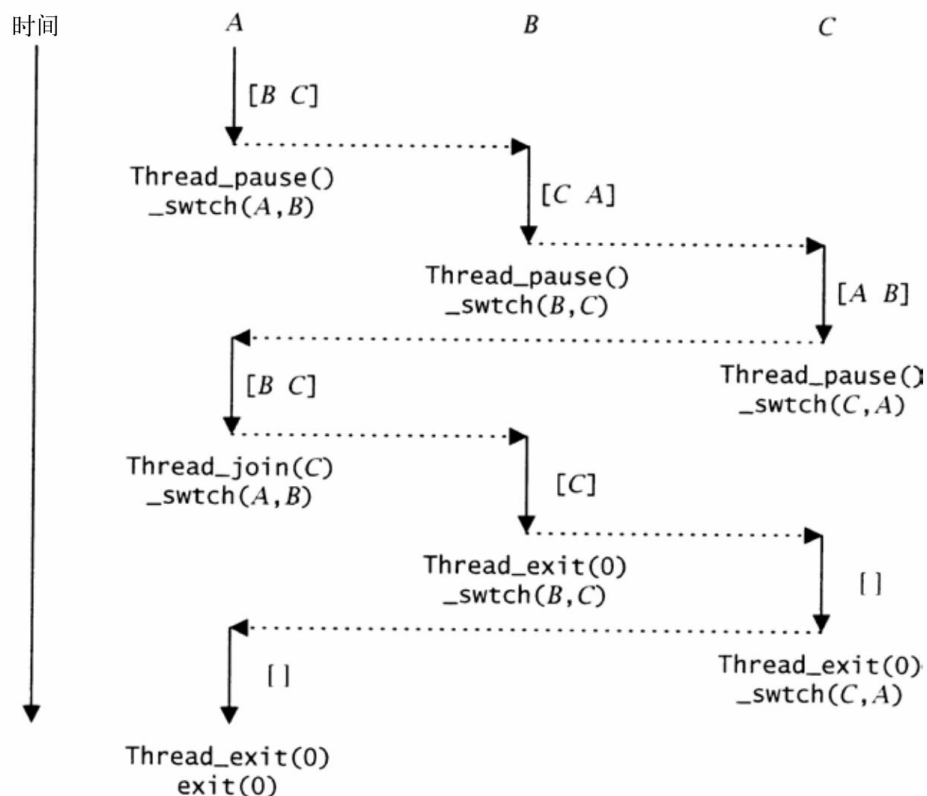 时间 A B C
[B C]
Thread_pause()
_swtch(A,B)
[C A]
Thread_pause()
_swtch(B,C)
[A B]
Thread_pause()
_swtch(C,A)
[B C]
Thread_join(C)
_swtch(A,B)
[C]
Thread_exit(0)
_swtch(B,C)
[ ]
Thread_exit(0)
_swtch(C,A)
[ ]
Thread_exit(0)
exit(0)